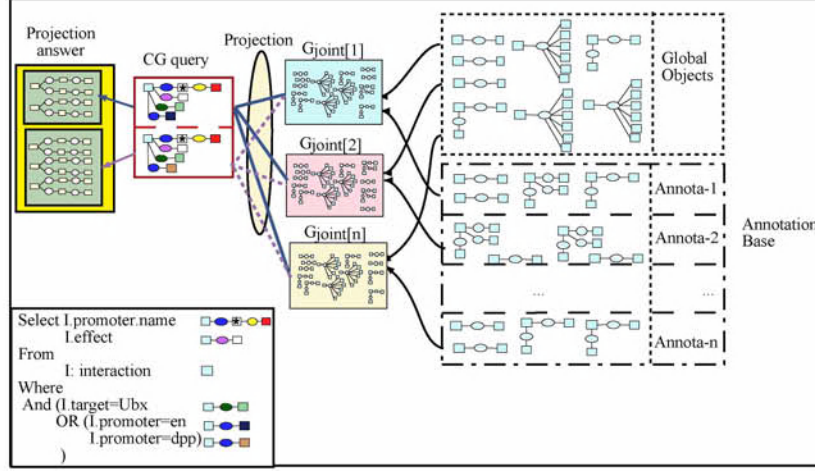 Projection
answer
CG query
Projection
Gjoint[1]
Gjoint[2]
Gjoint[n]
Global
Objects
Annota-1
Annota-2
...
...
Annota-n
Annotation
Base
Select I.promoter.name
I.effect
From
I: interaction
Where
And (I.target=Ubx
OR (I.promoter=en
I.promoter=dpp)
)